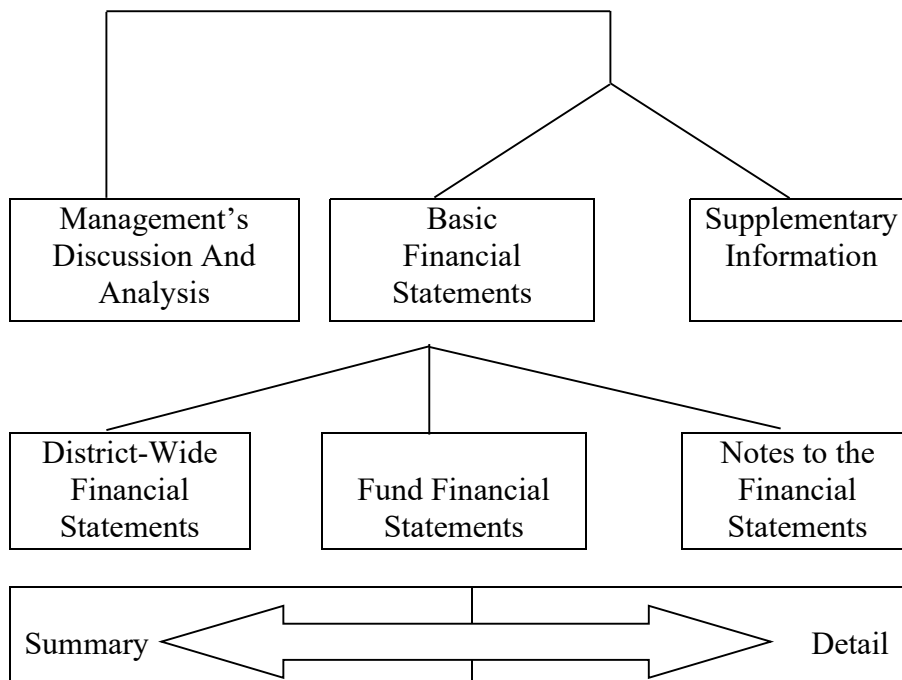 Management’s
Discussion And
Analysis
Basic
Financial
Statements
Supplementary
Information
District-Wide
Financial
Statements
Fund Financial
Statements
Notes to the
Financial
Statements
Summary
Detail